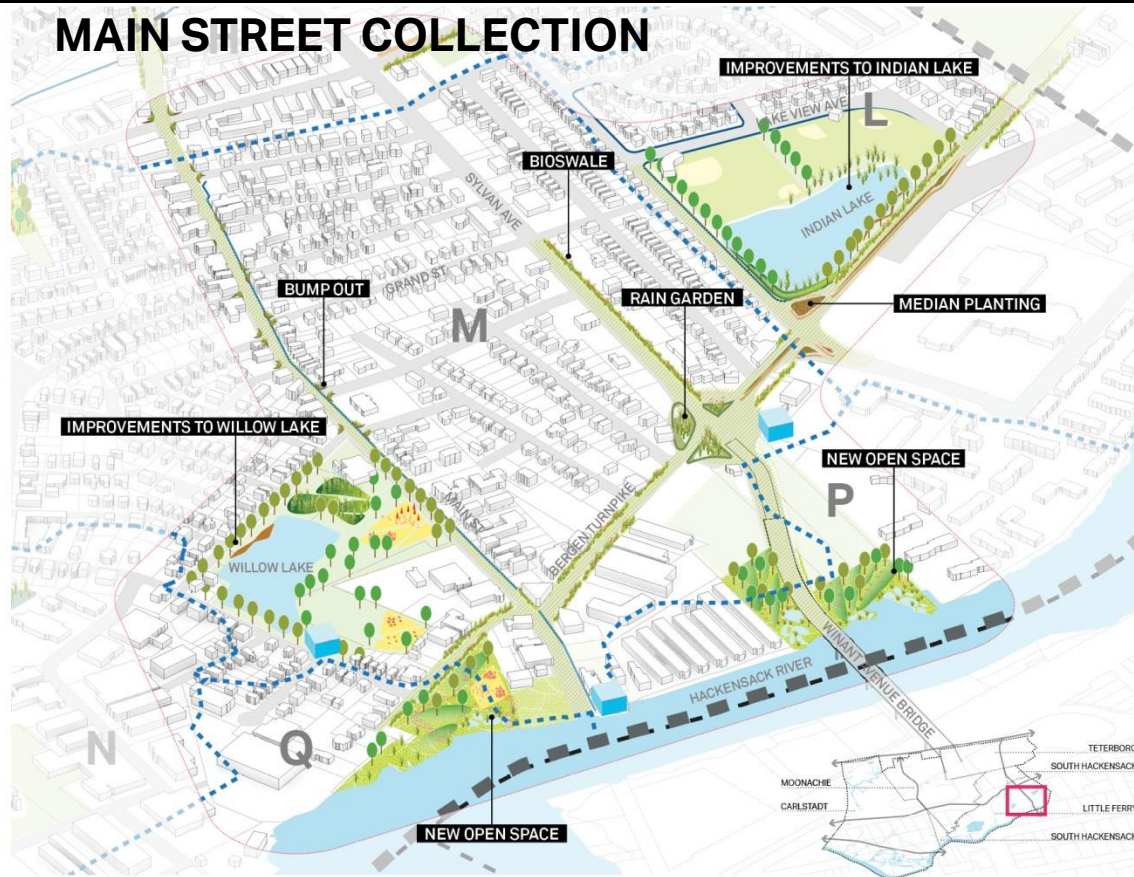 MAIN STREET COLLECTION
IMPROVEMENTS TO INDIAN LAKE
LAKE VIEW AVE
L
BIOSWALE
SYLVAN AVE
INDIAN LAKE
GRAND ST
BUMP OUT
RAIN GARDEN
MEDIAN PLANTING
M
IMPROVEMENTS TO WILLOW LAKE
NEW OPEN SPACE
P
MAIN ST
BERGEN TURNPIKE
WILLOW LAKE
WINANT AVENUE BRIDGE
HACKENSACK RIVER
N
Q
NEW OPEN SPACE
TETERBORO
SOUTH HACKENSACK
MOONACHIE
CARLSTADT
LITTLE FERRY
SOUTH HACKENSACK